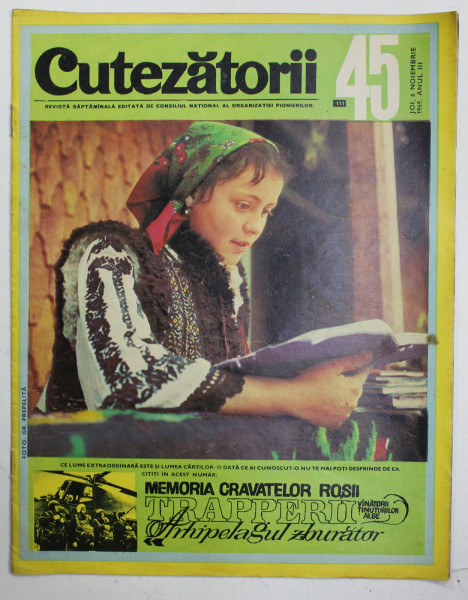 Cutezătorii
45
111
REVISTĂ SĂPTĂMÎNALĂ EDITATĂ DE CONSILIUL NAȚIONAL AL ORGANIZAȚIEI PIONIERILOR
JOI, 6 NOIEMBRIE
1969, ANUL III
FOTO: GR. PREPELIȚĂ
CE LUME EXTRAORDINARĂ ESTE ȘI LUMEA CĂRȚILOR: O DATĂ CE AI CUNOSCUT-O NU TE MAI POȚI DESPRINDE DE EA.
CITIȚI ÎN ACEST NUMĂR:
MEMORIA CRAVATELOR ROȘII
TRAPPERII
VÎNĂTORII
ȚINUTURILOR
ALBE
Arhipelagul zburător